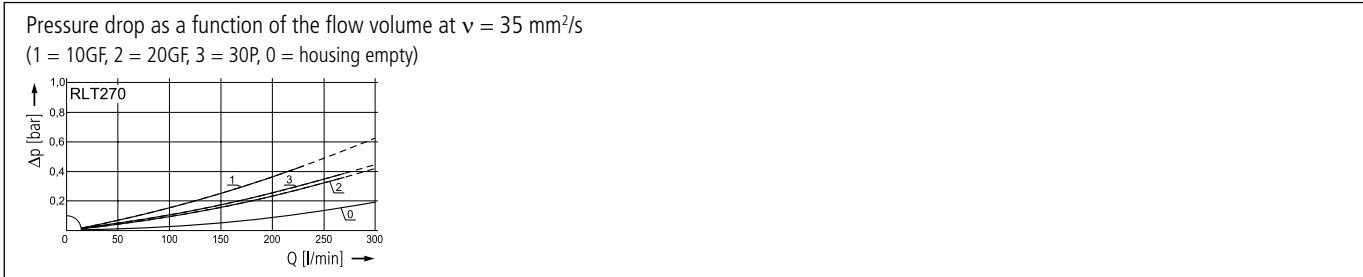 Pressure drop as a function of the flow volume at ν = 35 mm²/s
(1 = 10GF, 2 = 20GF, 3 = 30P, 0 = housing empty)
RLT270
Δp [bar]
1,0
0,8
0,6
0,4
0,2
1
3
2
0
0 50 100 150 200 250 300
Q [l/min]